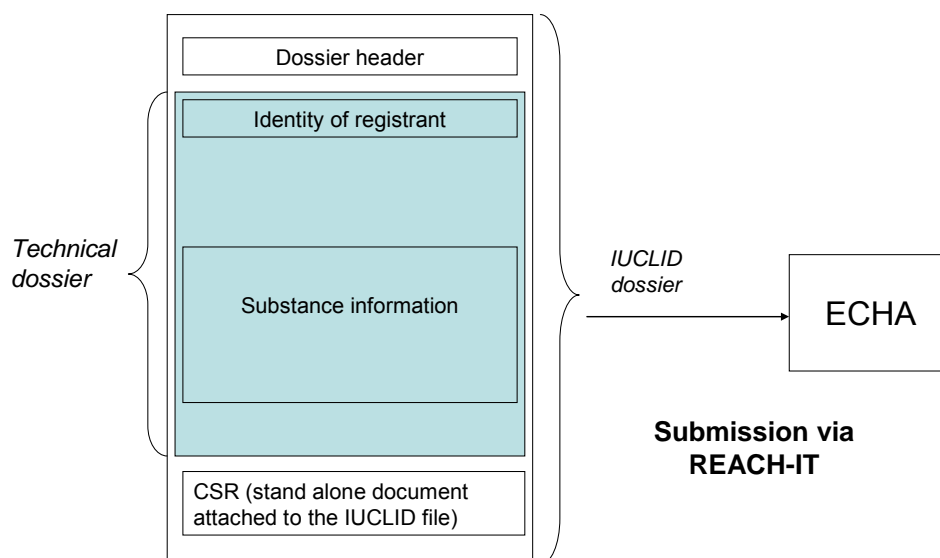 Dossier header
Identity of registrant
Technical
dossier
Substance information
IUCLID
dossier
ECHA
Submission via
REACH-IT
CSR (stand alone document
attached to the IUCLID file)